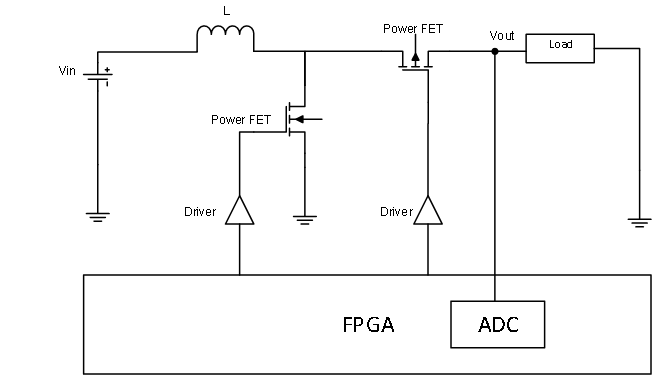 L
Power FET
Vout
Load
Vin
Power FET
Driver
Driver
FPGA
ADC